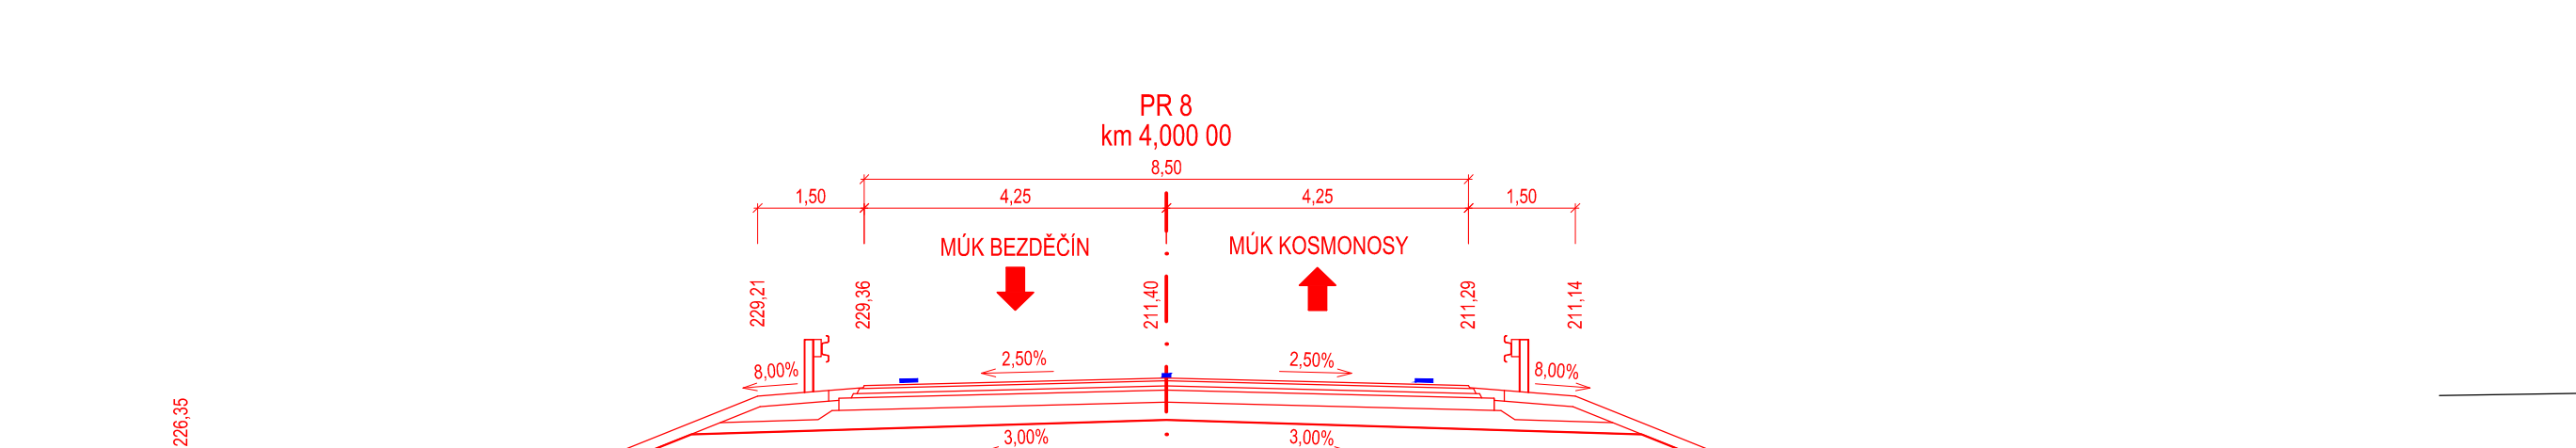 PR 8
km 4,000 00
8,50
1,50 4,25 4,25 1,50
MÚK BEZDĚČÍN MÚK KOSMONOSY
229,21 229,36 211,40 211,29 211,14
8,00% 2,50% 2,50% 8,00%
226,35
3,00% 3,00%